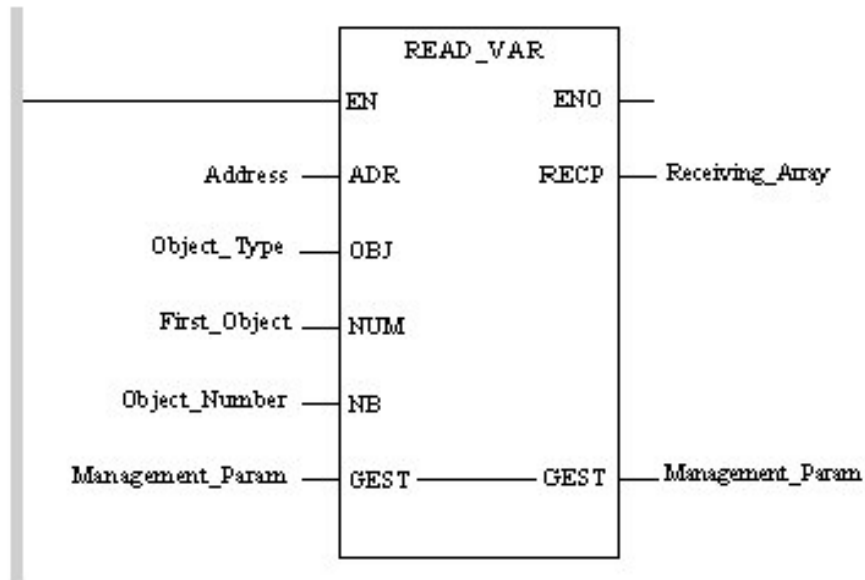 READ_VAR
EN ENO
Address ADR RECP Receiving_Array
Object_Type OBJ
First_Object NUM
Object_Number NB
Management_Param GEST GEST Management_Param